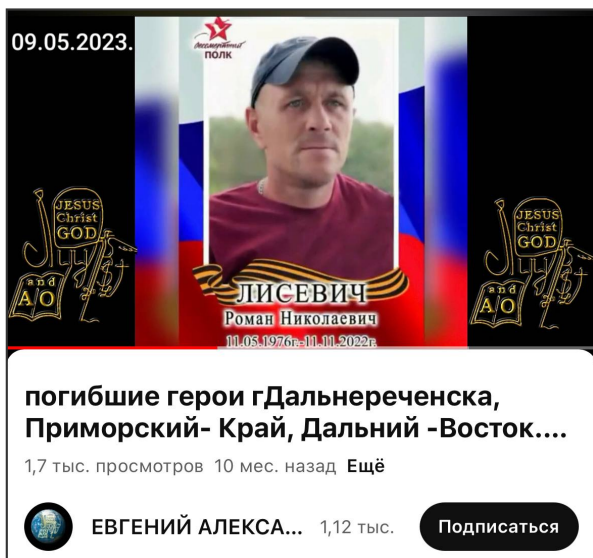 09.05.2023.
бессмертный
ПОЛК
JESUS
Christ
GOD
and
A/O
JESUS
Christ
GOD
and
A/O
ЛИСЕВИЧ
Роман Николаевич
11.05.1976г.-11.11.2022г.
погибшие герои гДальнереченска,
Приморский- Край, Дальний -Восток....
1,7 тыс. просмотров 10 мес. назад Ещё
ЕВГЕНИЙ АЛЕКСА... 1,12 тыс. Подписаться